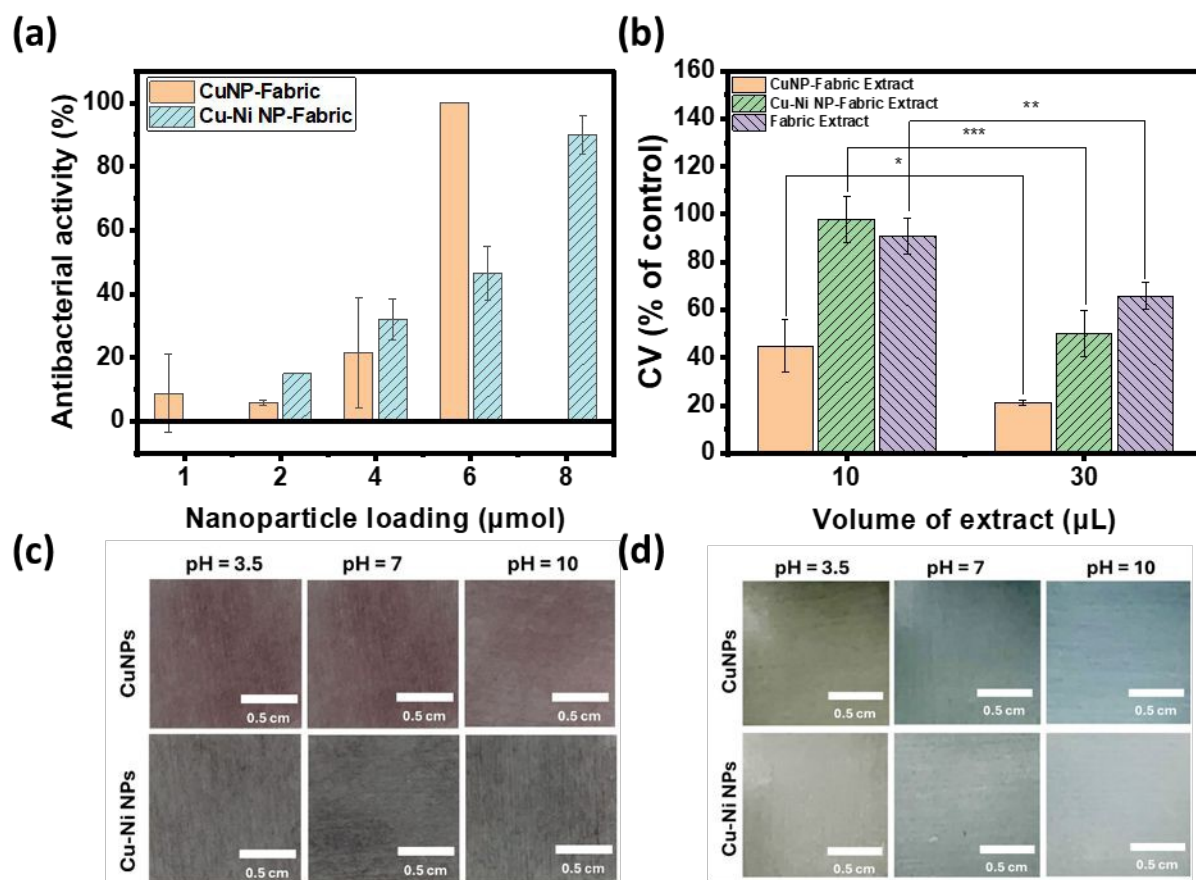 (a)
Antibacterial activity (%)
100
80
60
40
20
0
CuNP-Fabric
Cu-Ni NP-Fabric
1 2 4 6 8
Nanoparticle loading (µmol)
(b)
CV (% of control)
160
140
120
100
80
60
40
20
0
CuNP-Fabric Extract
Cu-Ni NP-Fabric Extract
Fabric Extract
**
***
*
10 30
Volume of extract (µL)
(c)
pH = 3.5 pH = 7 pH = 10
CuNPs
0.5 cm 0.5 cm 0.5 cm
Cu-Ni NPs
0.5 cm 0.5 cm 0.5 cm
(d)
pH = 3.5 pH = 7 pH = 10
CuNPs
0.5 cm 0.5 cm 0.5 cm
Cu-Ni NPs
0.5 cm 0.5 cm 0.5 cm